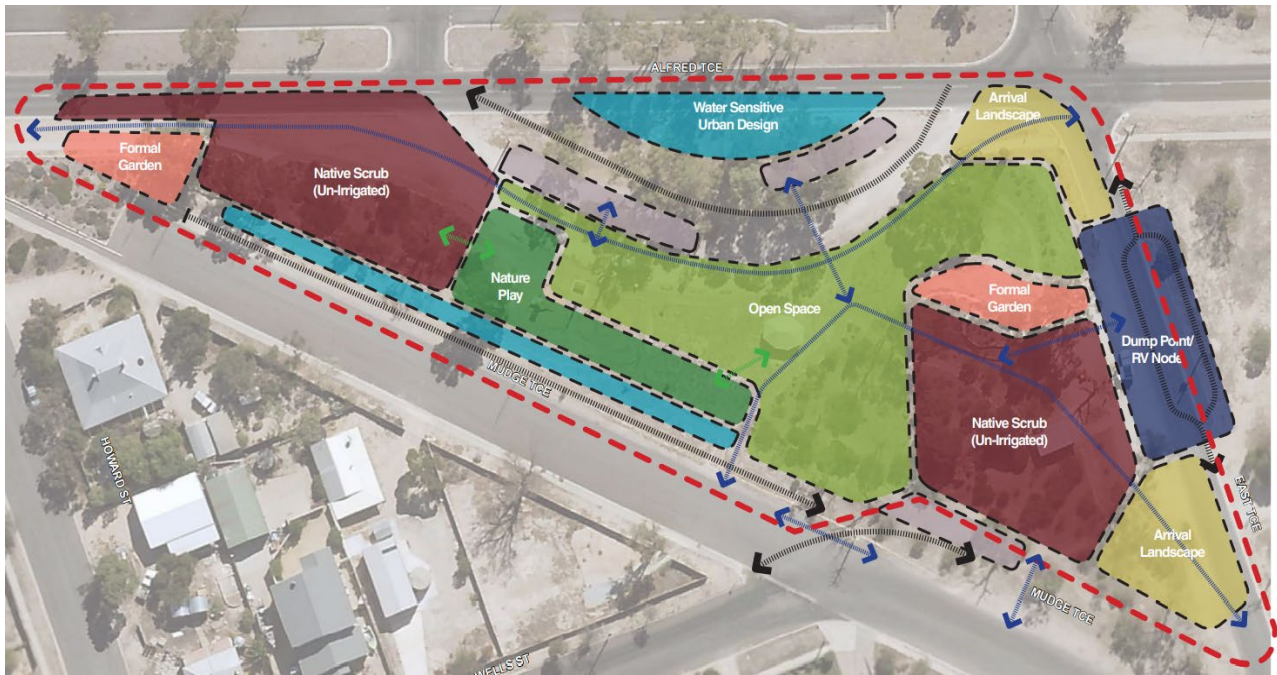 ALFRED TCE
Water Sensitive
Urban Design
Arrival
Landscape
Formal
Garden
Native Scrub
(Un-Irrigated)
Nature
Play
Open Space
Formal
Garden
Dump Point/
RV Node
MUDGE TCE
Native Scrub
(Un-Irrigated)
HOWARD ST
EAST TCE
Arrival
Landscape
MUDGE TCE
WELLS ST